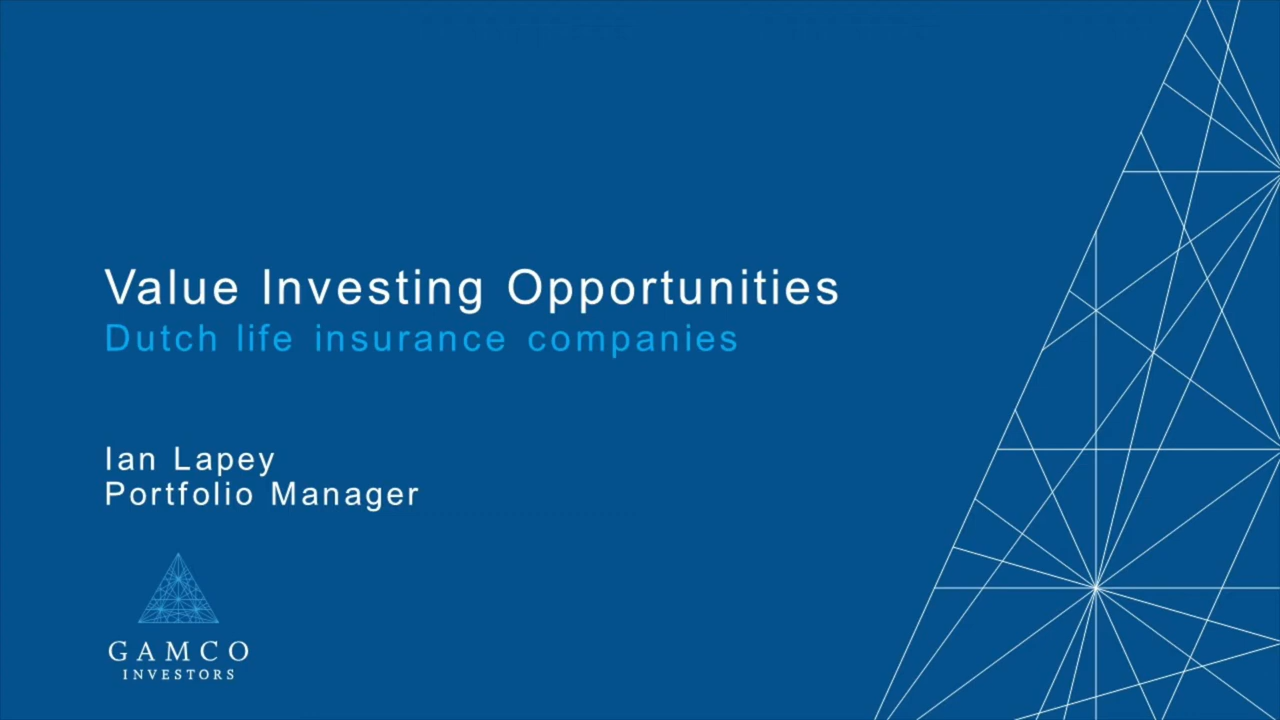 Value Investing Opportunities
Dutch life insurance companies
Ian Lapey
Portfolio Manager
GAMCO
INVESTORS